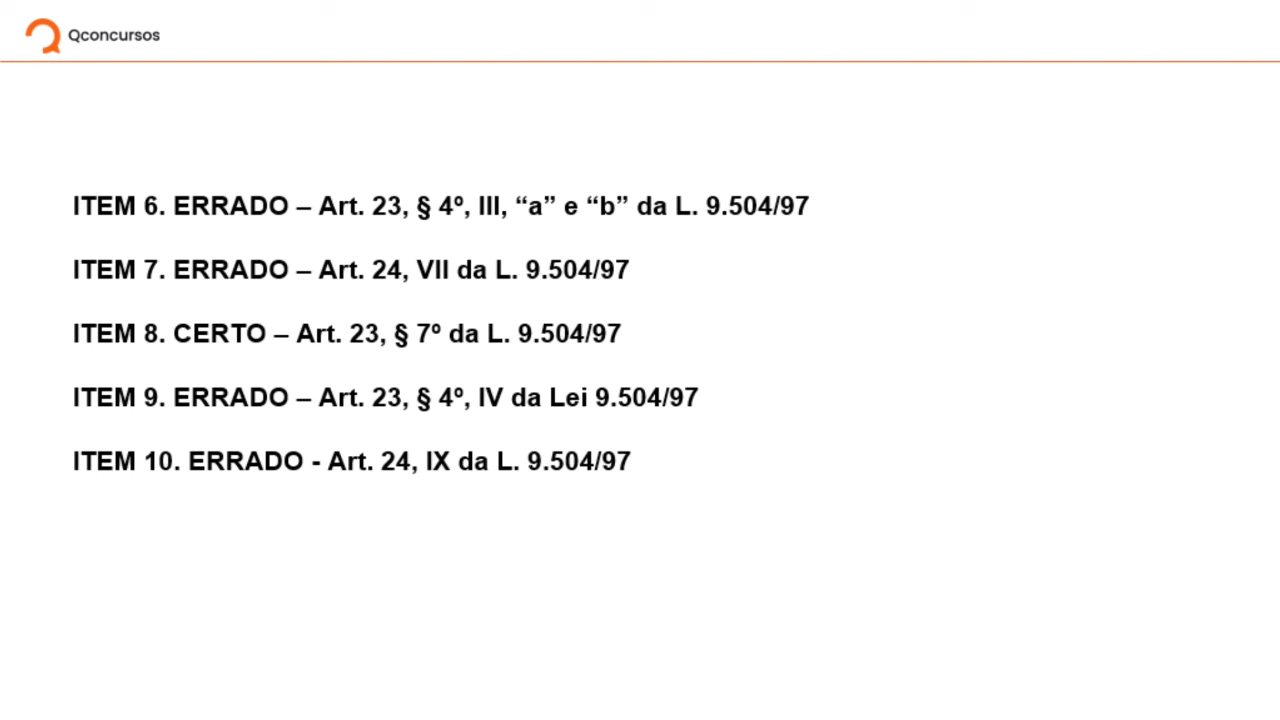 Qconcursos
ITEM 6. ERRADO – Art. 23, § 4º, III, “a” e “b” da L. 9.504/97
ITEM 7. ERRADO – Art. 24, VII da L. 9.504/97
ITEM 8. CERTO – Art. 23, § 7º da L. 9.504/97
ITEM 9. ERRADO – Art. 23, § 4º, IV da Lei 9.504/97
ITEM 10. ERRADO - Art. 24, IX da L. 9.504/97